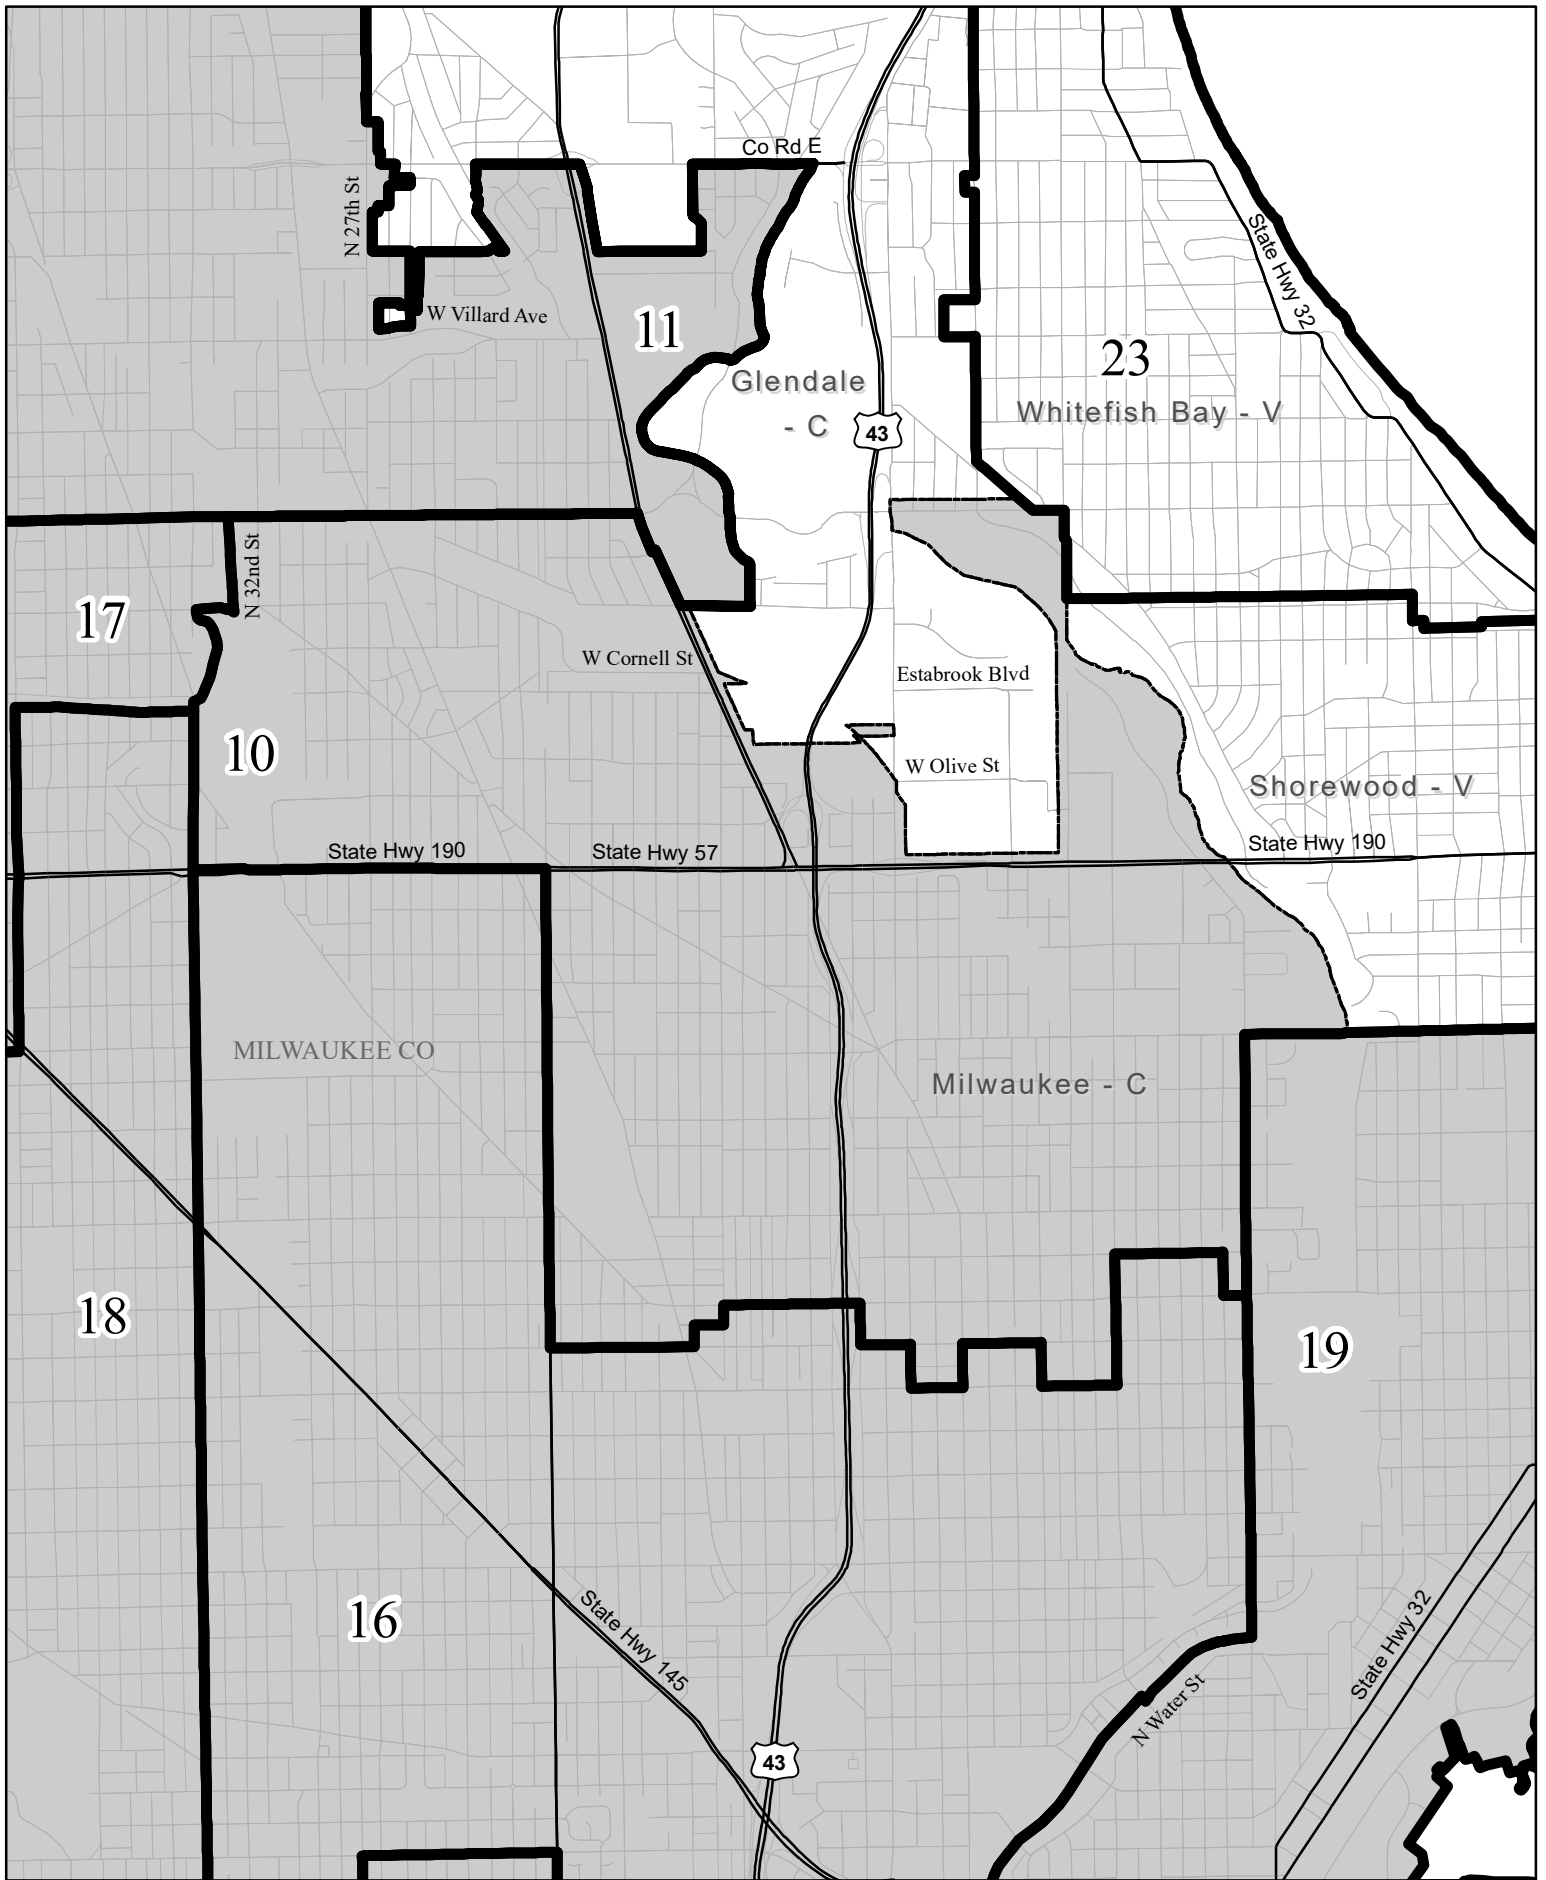 Co Rd E
N 27th St
State Hwy 32
W Villard Ave
11
23
Glendale
- C
Whitefish Bay - V
43
N 32nd St
17
W Cornell St
Estabrook Blvd
10
W Olive St
Shorewood - V
State Hwy 190
State Hwy 57
State Hwy 190
MILWAUKEE CO
Milwaukee - C
18
19
16
State Hwy 145
State Hwy 32
N Water St
43